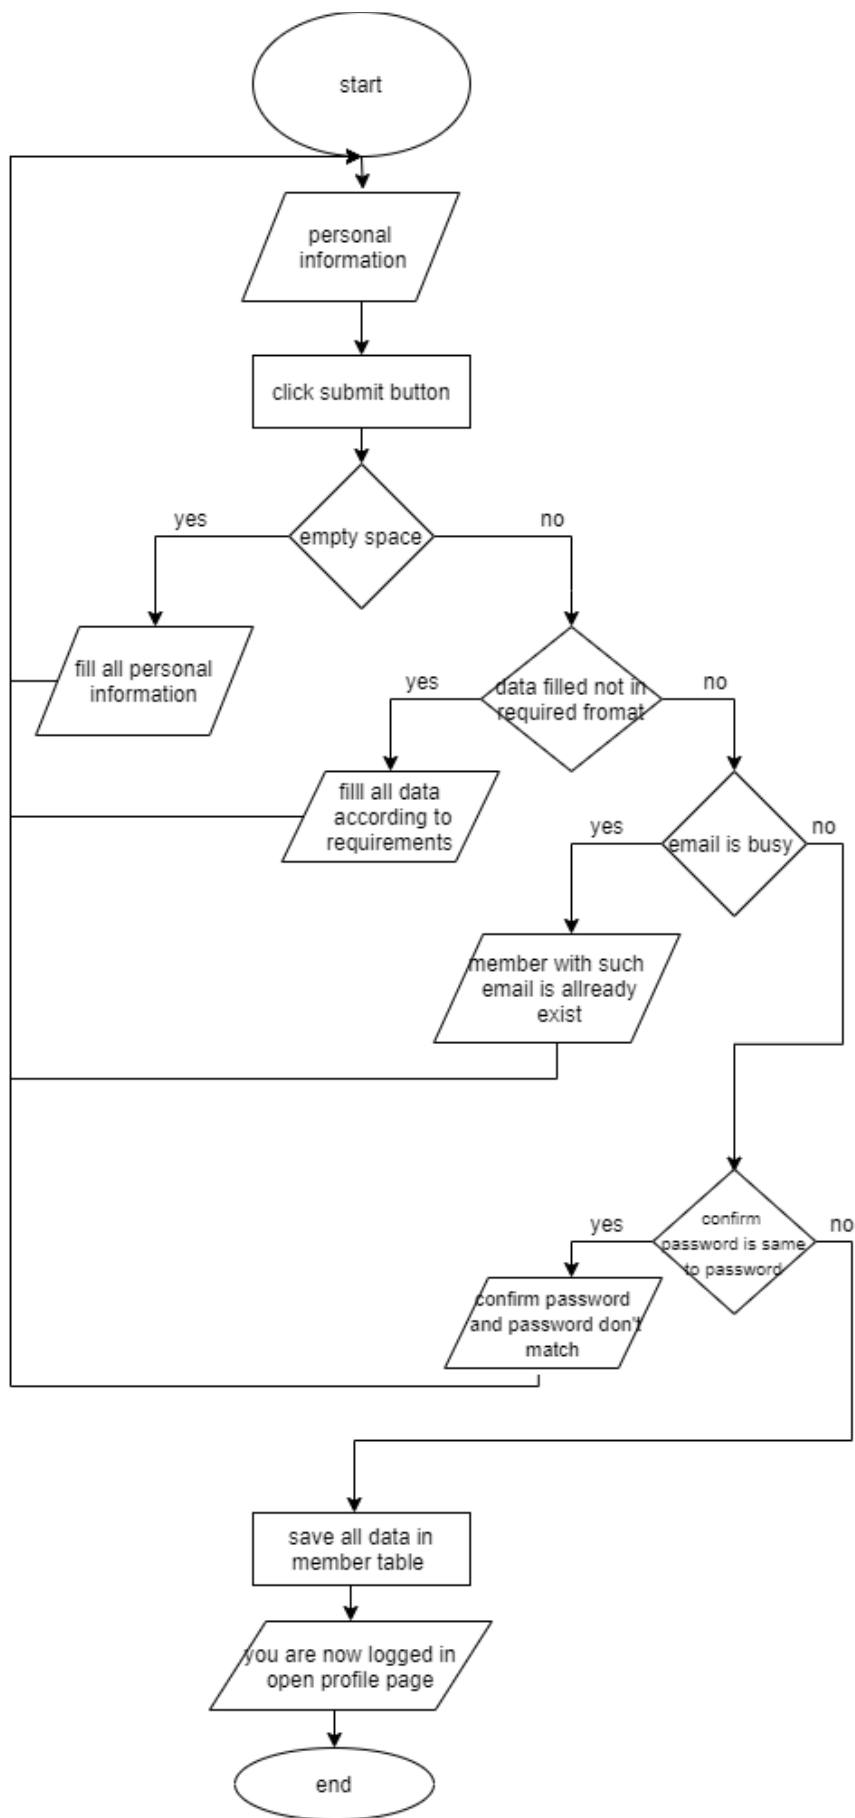 start
personal
information
click submit button
yes
empty space
no
fill all personal
information
yes
data filled not in
required fromat
no
filll all data
according to
requirements
yes
email is busy
no
member with such
email is allready
exist
yes
confirm
password is same
to password
no
confirm password
and password don't
match
save all data in
member table
you are now logged in
open profile page
end